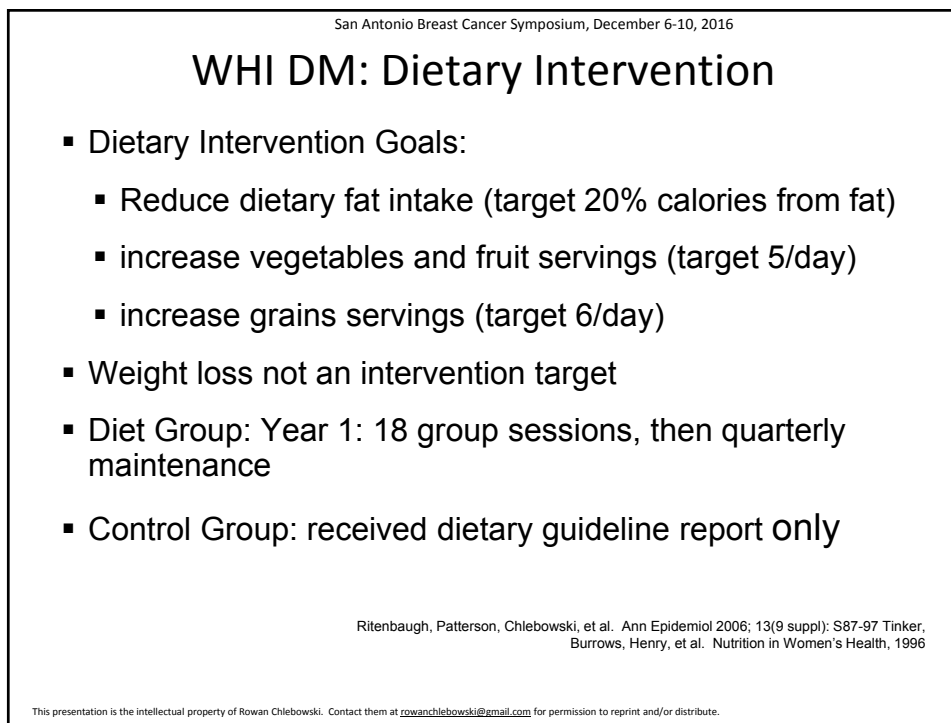 San Antonio Breast Cancer Symposium, December 6-10, 2016
WHI DM: Dietary Intervention
▪ Dietary Intervention Goals:
▪ Reduce dietary fat intake (target 20% calories from fat)
▪ increase vegetables and fruit servings (target 5/day)
▪ increase grains servings (target 6/day)
▪ Weight loss not an intervention target
▪ Diet Group: Year 1: 18 group sessions, then quarterly
maintenance
▪ Control Group: received dietary guideline report only
Ritenbaugh, Patterson, Chlebowski, et al. Ann Epidemiol 2006; 13(9 suppl): S87-97 Tinker,
Burrows, Henry, et al. Nutrition in Women's Health, 1996
This presentation is the intellectual property of Rowan Chlebowski. Contact them at rowanchlebowski@gmail.com for permission to reprint and/or distribute.